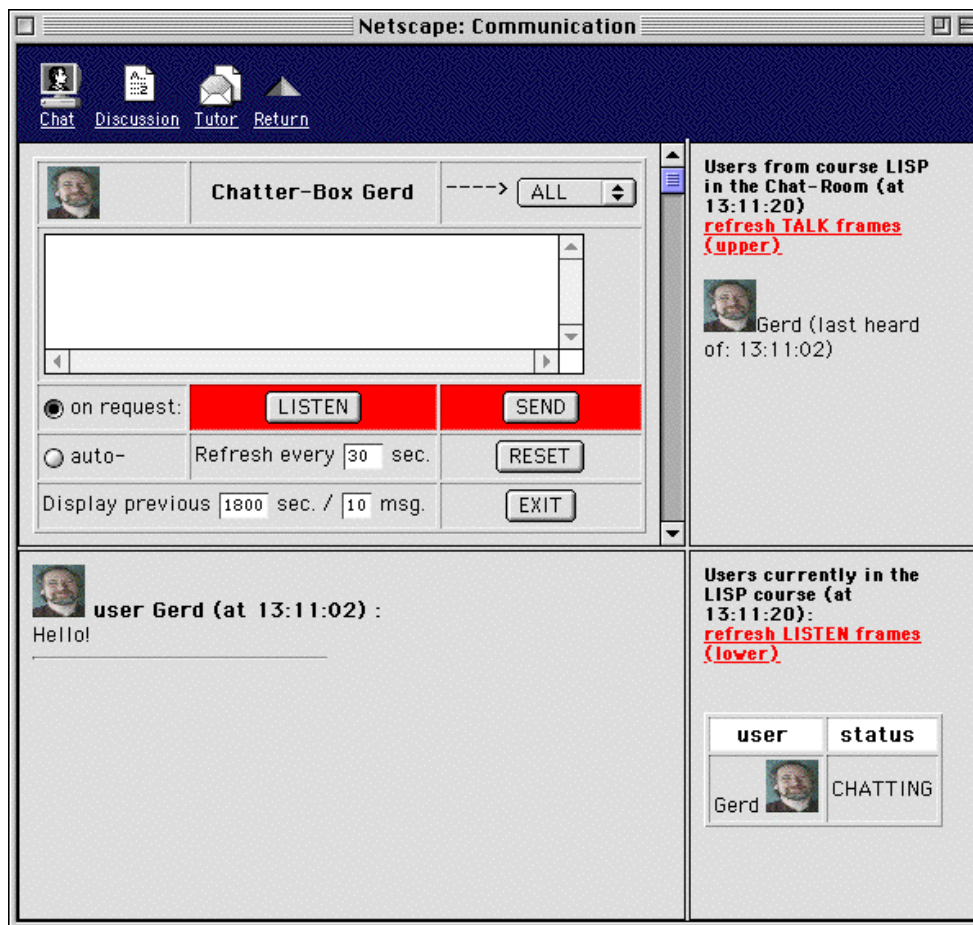 Netscape: Communication
Chat Discussion Tutor Return
Chatter-Box Gerd ----> ALL
on request: LISTEN SEND
auto- Refresh every 30 sec. RESET
Display previous 1800 sec. / 10 msg. EXIT
Users from course LISP
in the Chat-Room (at
13:11:20)
refresh TALK frames
(upper)
Gerd (last heard
of: 13:11:02)
user Gerd (at 13:11:02) :
Hello!
Users currently in the
LISP course (at
13:11:20):
refresh LISTEN frames
(lower)
user status
Gerd CHATTING